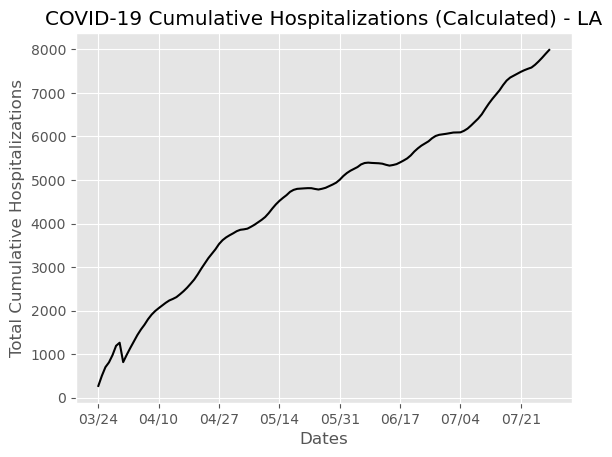 COVID-19 Cumulative Hospitalizations (Calculated) - LA
Total Cumulative Hospitalizations
8000
7000
6000
5000
4000
3000
2000
1000
0
03/24 04/10 04/27 05/14 05/31 06/17 07/04 07/21
Dates